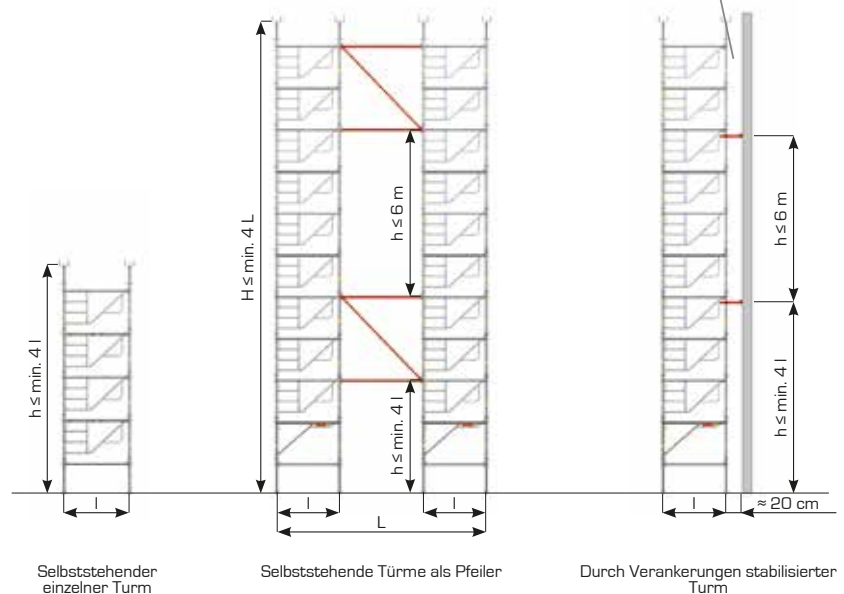 h ≤ min. 4 l
l
H ≤ min. 4 L
h ≤ 6 m
h ≤ min. 4 l
l
l
L
h ≤ 6 m
h ≤ min. 4 l
l
≈ 20 cm
Selbststehender
einzelner Turm
Selbststehende Türme als Pfeiler
Durch Verankerungen stabilisierter
Turm